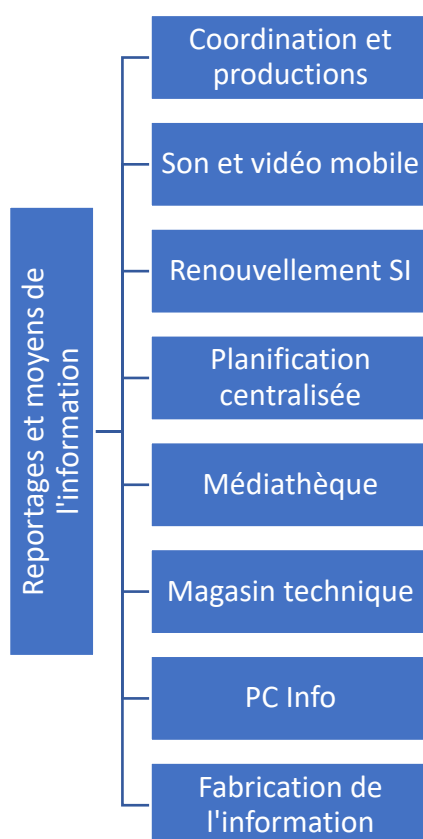 Reportages et moyens de
l'information
Coordination et
productions
Son et vidéo mobile
Renouvellement SI
Planification
centralisée
Médiathèque
Magasin technique
PC Info
Fabrication de
l'information